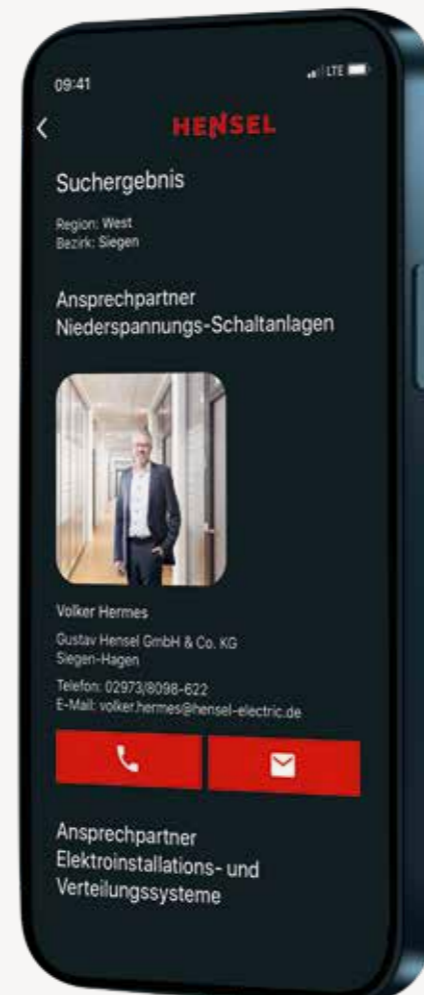 09:41
LTE
HENSEL
Suchergebnis
Region: West
Bezirk: Siegen
Ansprechpartner
Niederspannungs-Schaltanlagen
Volker Hermes
Gustav Hensel GmbH & Co. KG
Siegen-Hagen
Telefon: 02973/8098-622
E-Mail: volker.hermes@hensel-electric.de
Ansprechpartner
Elektroinstallations- und
Verteilungssysteme